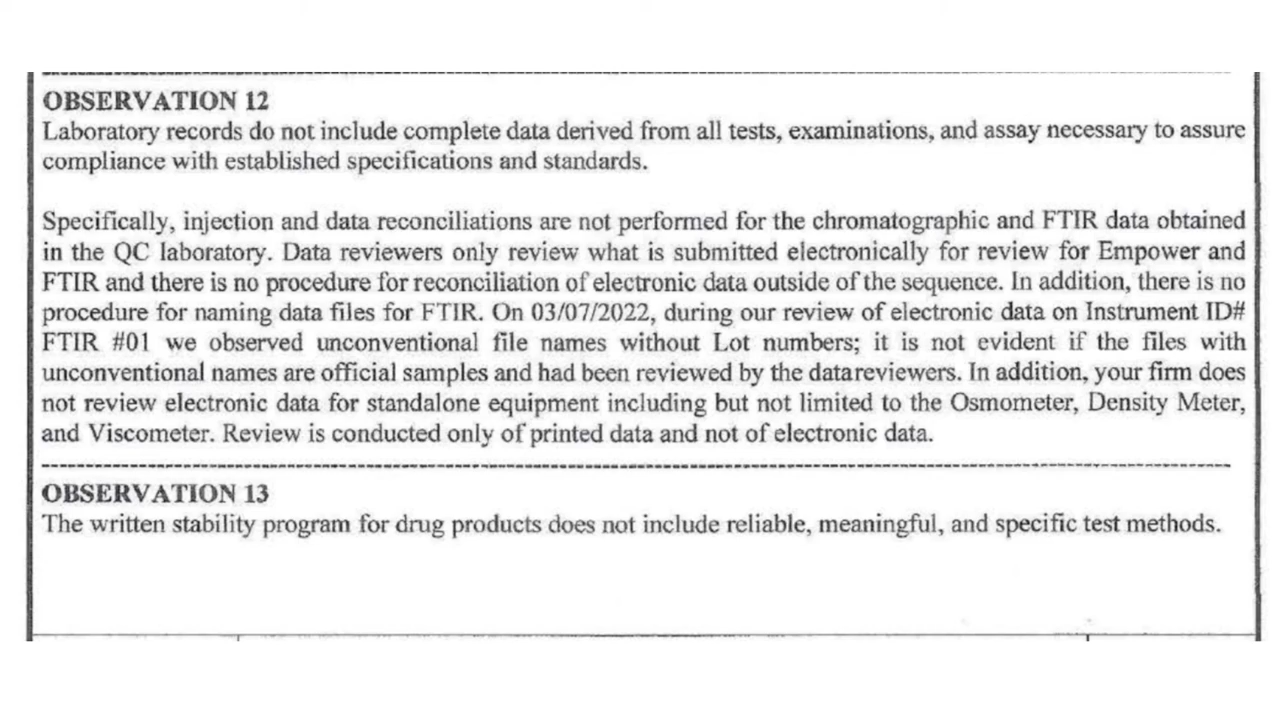 OBSERVATION 12
Laboratory records do not include complete data derived from all tests, examinations, and assay necessary to assure
compliance with established specifications and standards.
Specifically, injection and data reconciliations are not performed for the chromatographic and FTIR data obtained
in the QC laboratory. Data reviewers only review what is submitted electronically for review for Empower and
FTIR and there is no procedure for reconciliation of electronic data outside of the sequence. In addition, there is no
procedure for naming data files for FTIR. On 03/07/2022, during our review of electronic data on Instrument ID#
FTIR #01 we observed unconventional file names without Lot numbers; it is not evident if the files with
unconventional names are official samples and had been reviewed by the datareviewers. In addition, your firm does
not review electronic data for standalone equipment including but not limited to the Osmometer, Density Meter,
and Viscometer. Review is conducted only of printed data and not of electronic data.
OBSERVATION 13
The written stability program for drug products does not include reliable, meaningful, and specific test methods.